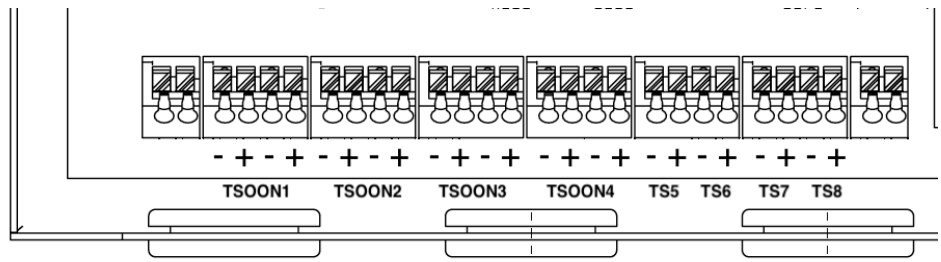 - + - + - + - + - + - + - + - + - + - + - + - +
TSOON1 TSOON2 TSOON3 TSOON4 TS5 TS6 TS7 TS8